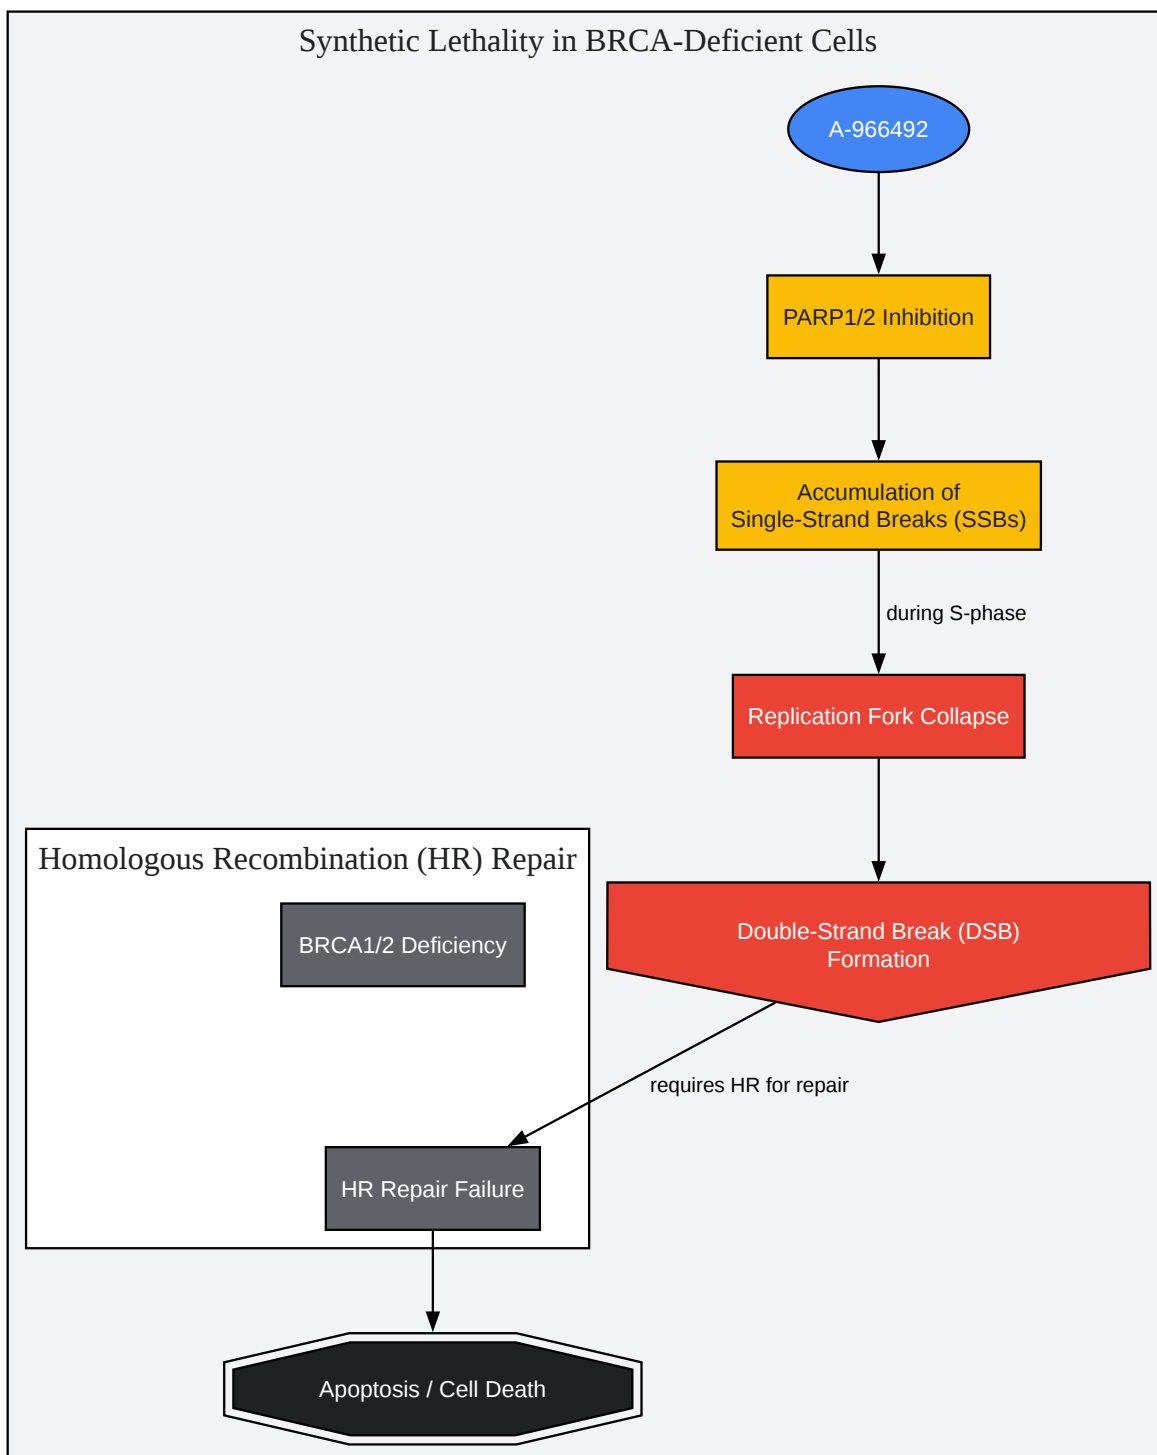 Synthetic Lethality in BRCA-Deficient Cells
A-966492
PARP1/2 Inhibition
Accumulation of
Single-Strand Breaks (SSBs)
during S-phase
Replication Fork Collapse
Homologous Recombination (HR) Repair
BRCA1/2 Deficiency
Double-Strand Break (DSB)
Formation
requires HR for repair
HR Repair Failure
Apoptosis / Cell Death